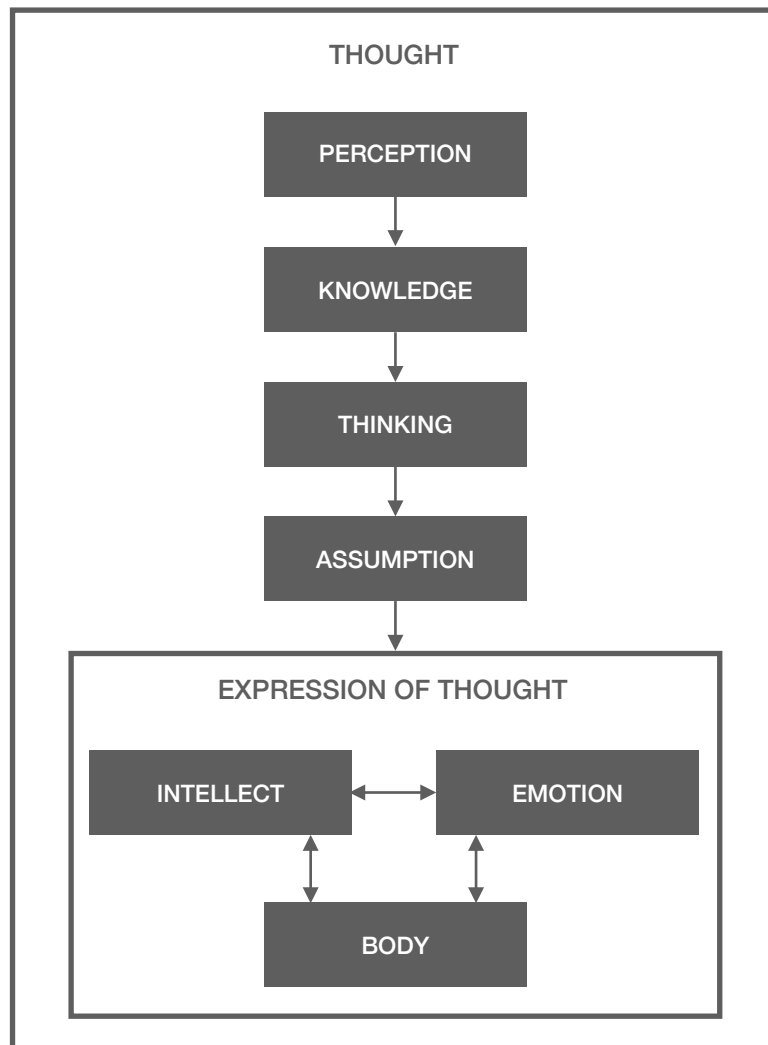 THOUGHT
PERCEPTION
KNOWLEDGE
THINKING
ASSUMPTION
EXPRESSION OF THOUGHT
INTELLECT
EMOTION
BODY